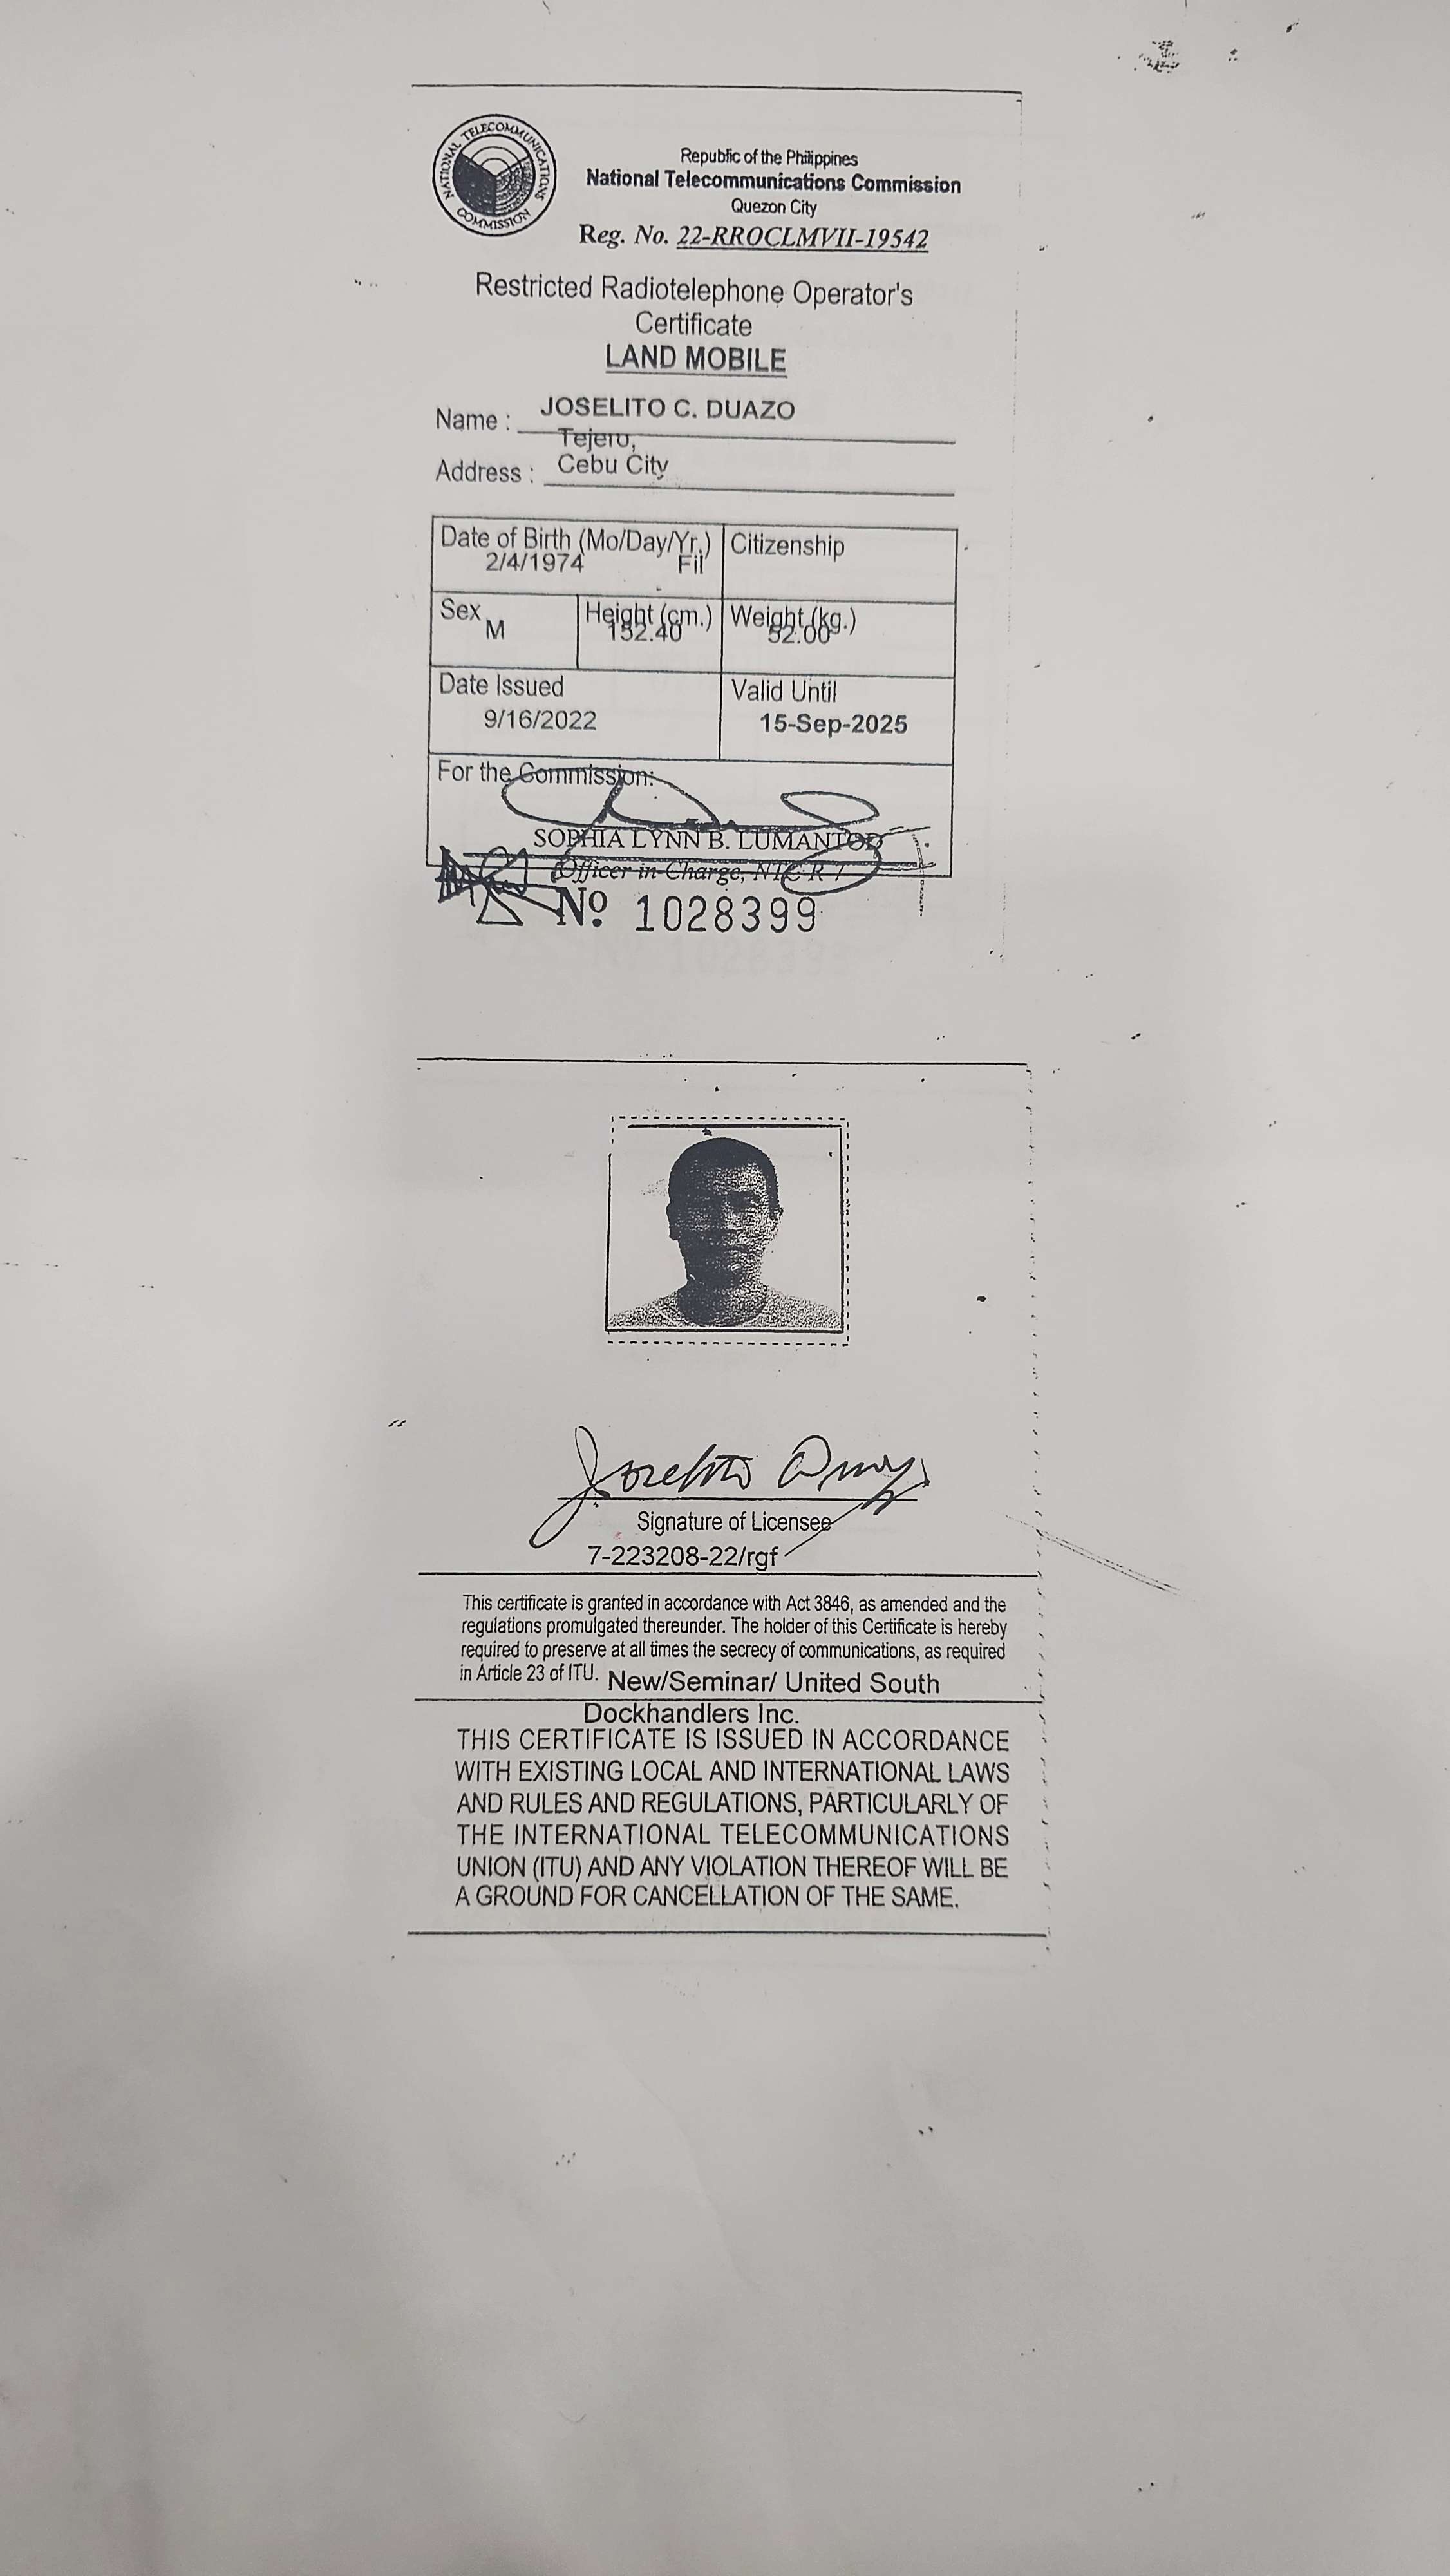 NATIONAL TELECOMMUNICATIONS COMMISSION
Republic of the Philippines
National Telecommunications Commission
Quezon City
Reg. No. 22-RROCLMVII-19542
Restricted Radiotelephone Operator's
Certificate
LAND MOBILE
Name : JOSELITO C. DUAZO
Tejero,
Address : Cebu City
Date of Birth (Mo/Day/Yr.) Citizenship
2/4/1974 Fil
Sex Height (cm.) Weight (kg.)
M 152.40 52.00
Date Issued Valid Until
9/16/2022 15-Sep-2025
For the Commission:
SOPHIA LYNN B. LUMANTOD
Officer in-Charge, NTC R 7
Nº 1028399
Joselito
Signature of Licensee
7-223208-22/rgf
This certificate is granted in accordance with Act 3846, as amended and the
regulations promulgated thereunder. The holder of this Certificate is hereby
required to preserve at all times the secrecy of communications, as required
in Article 23 of ITU. New/Seminar/ United South
Dockhandlers Inc.
THIS CERTIFICATE IS ISSUED IN ACCORDANCE
WITH EXISTING LOCAL AND INTERNATIONAL LAWS
AND RULES AND REGULATIONS, PARTICULARLY OF
THE INTERNATIONAL TELECOMMUNICATIONS
UNION (ITU) AND ANY VIOLATION THEREOF WILL BE
A GROUND FOR CANCELLATION OF THE SAME.